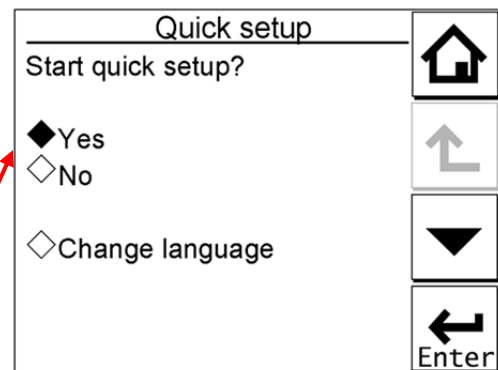 Quick setup
Start quick setup?
Yes
No
Change language
Enter